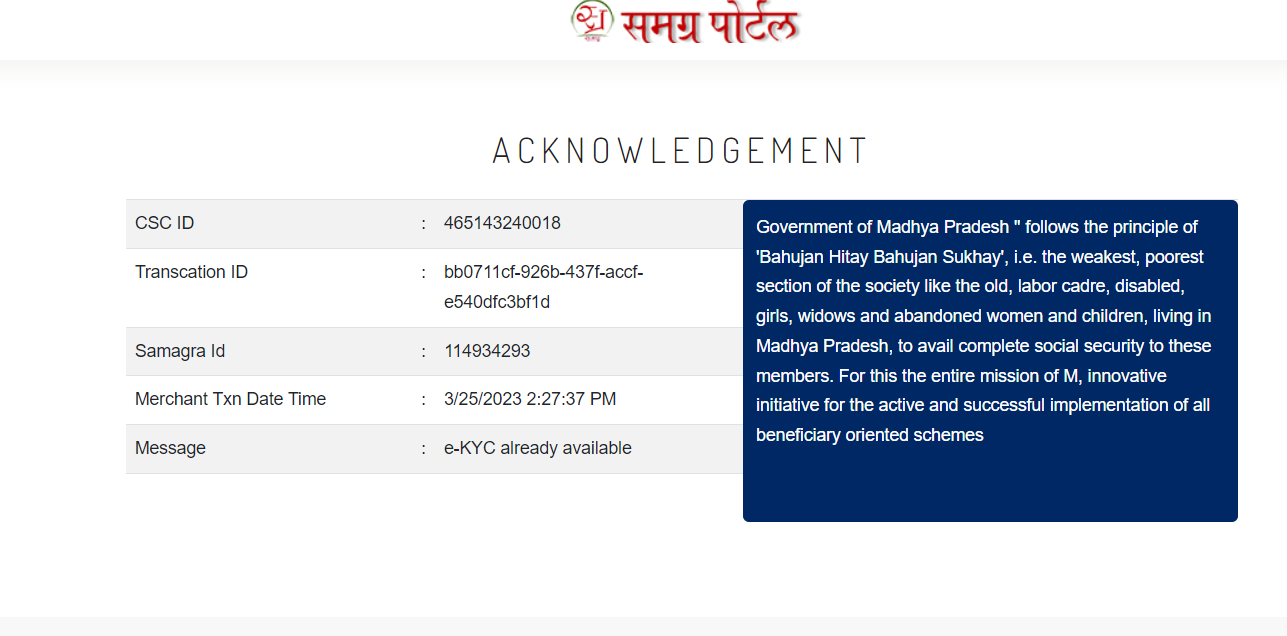 समग्र पोर्टल
ACKNOWLEDGEMENT
CSC ID : 465143240018
Transcation ID : bb0711cf-926b-437f-accf-
e540dfc3bf1d
Samagra Id : 114934293
Merchant Txn Date Time : 3/25/2023 2:27:37 PM
Message : e-KYC already available
Government of Madhya Pradesh " follows the principle of
'Bahujan Hitay Bahujan Sukhay', i.e. the weakest, poorest
section of the society like the old, labor cadre, disabled,
girls, widows and abandoned women and children, living in
Madhya Pradesh, to avail complete social security to these
members. For this the entire mission of M, innovative
initiative for the active and successful implementation of all
beneficiary oriented schemes